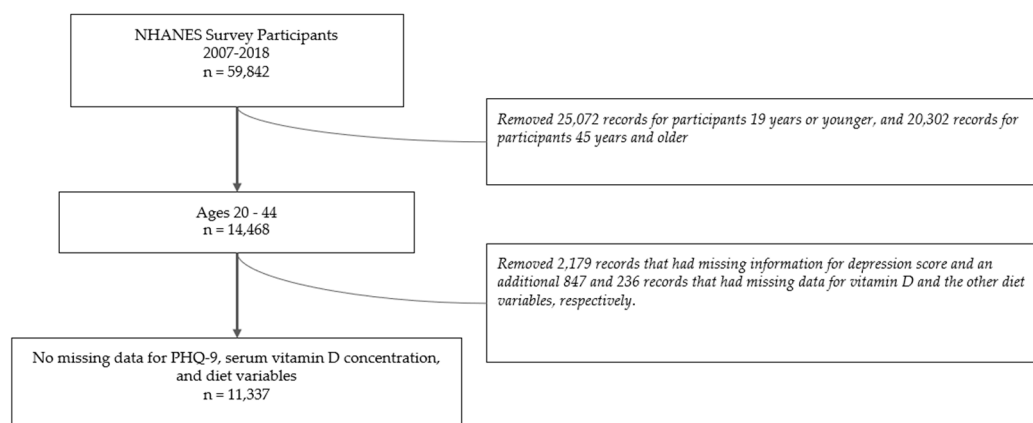 NHANES Survey Participants
2007-2018
n = 59,842
Removed 25,072 records for participants 19 years or younger, and 20,302 records for
participants 45 years and older
Ages 20 - 44
n = 14,468
Removed 2,179 records that had missing information for depression score and an
additional 847 and 236 records that had missing data for vitamin D and the other diet
variables, respectively.
No missing data for PHQ-9, serum vitamin D concentration,
and diet variables
n = 11,337